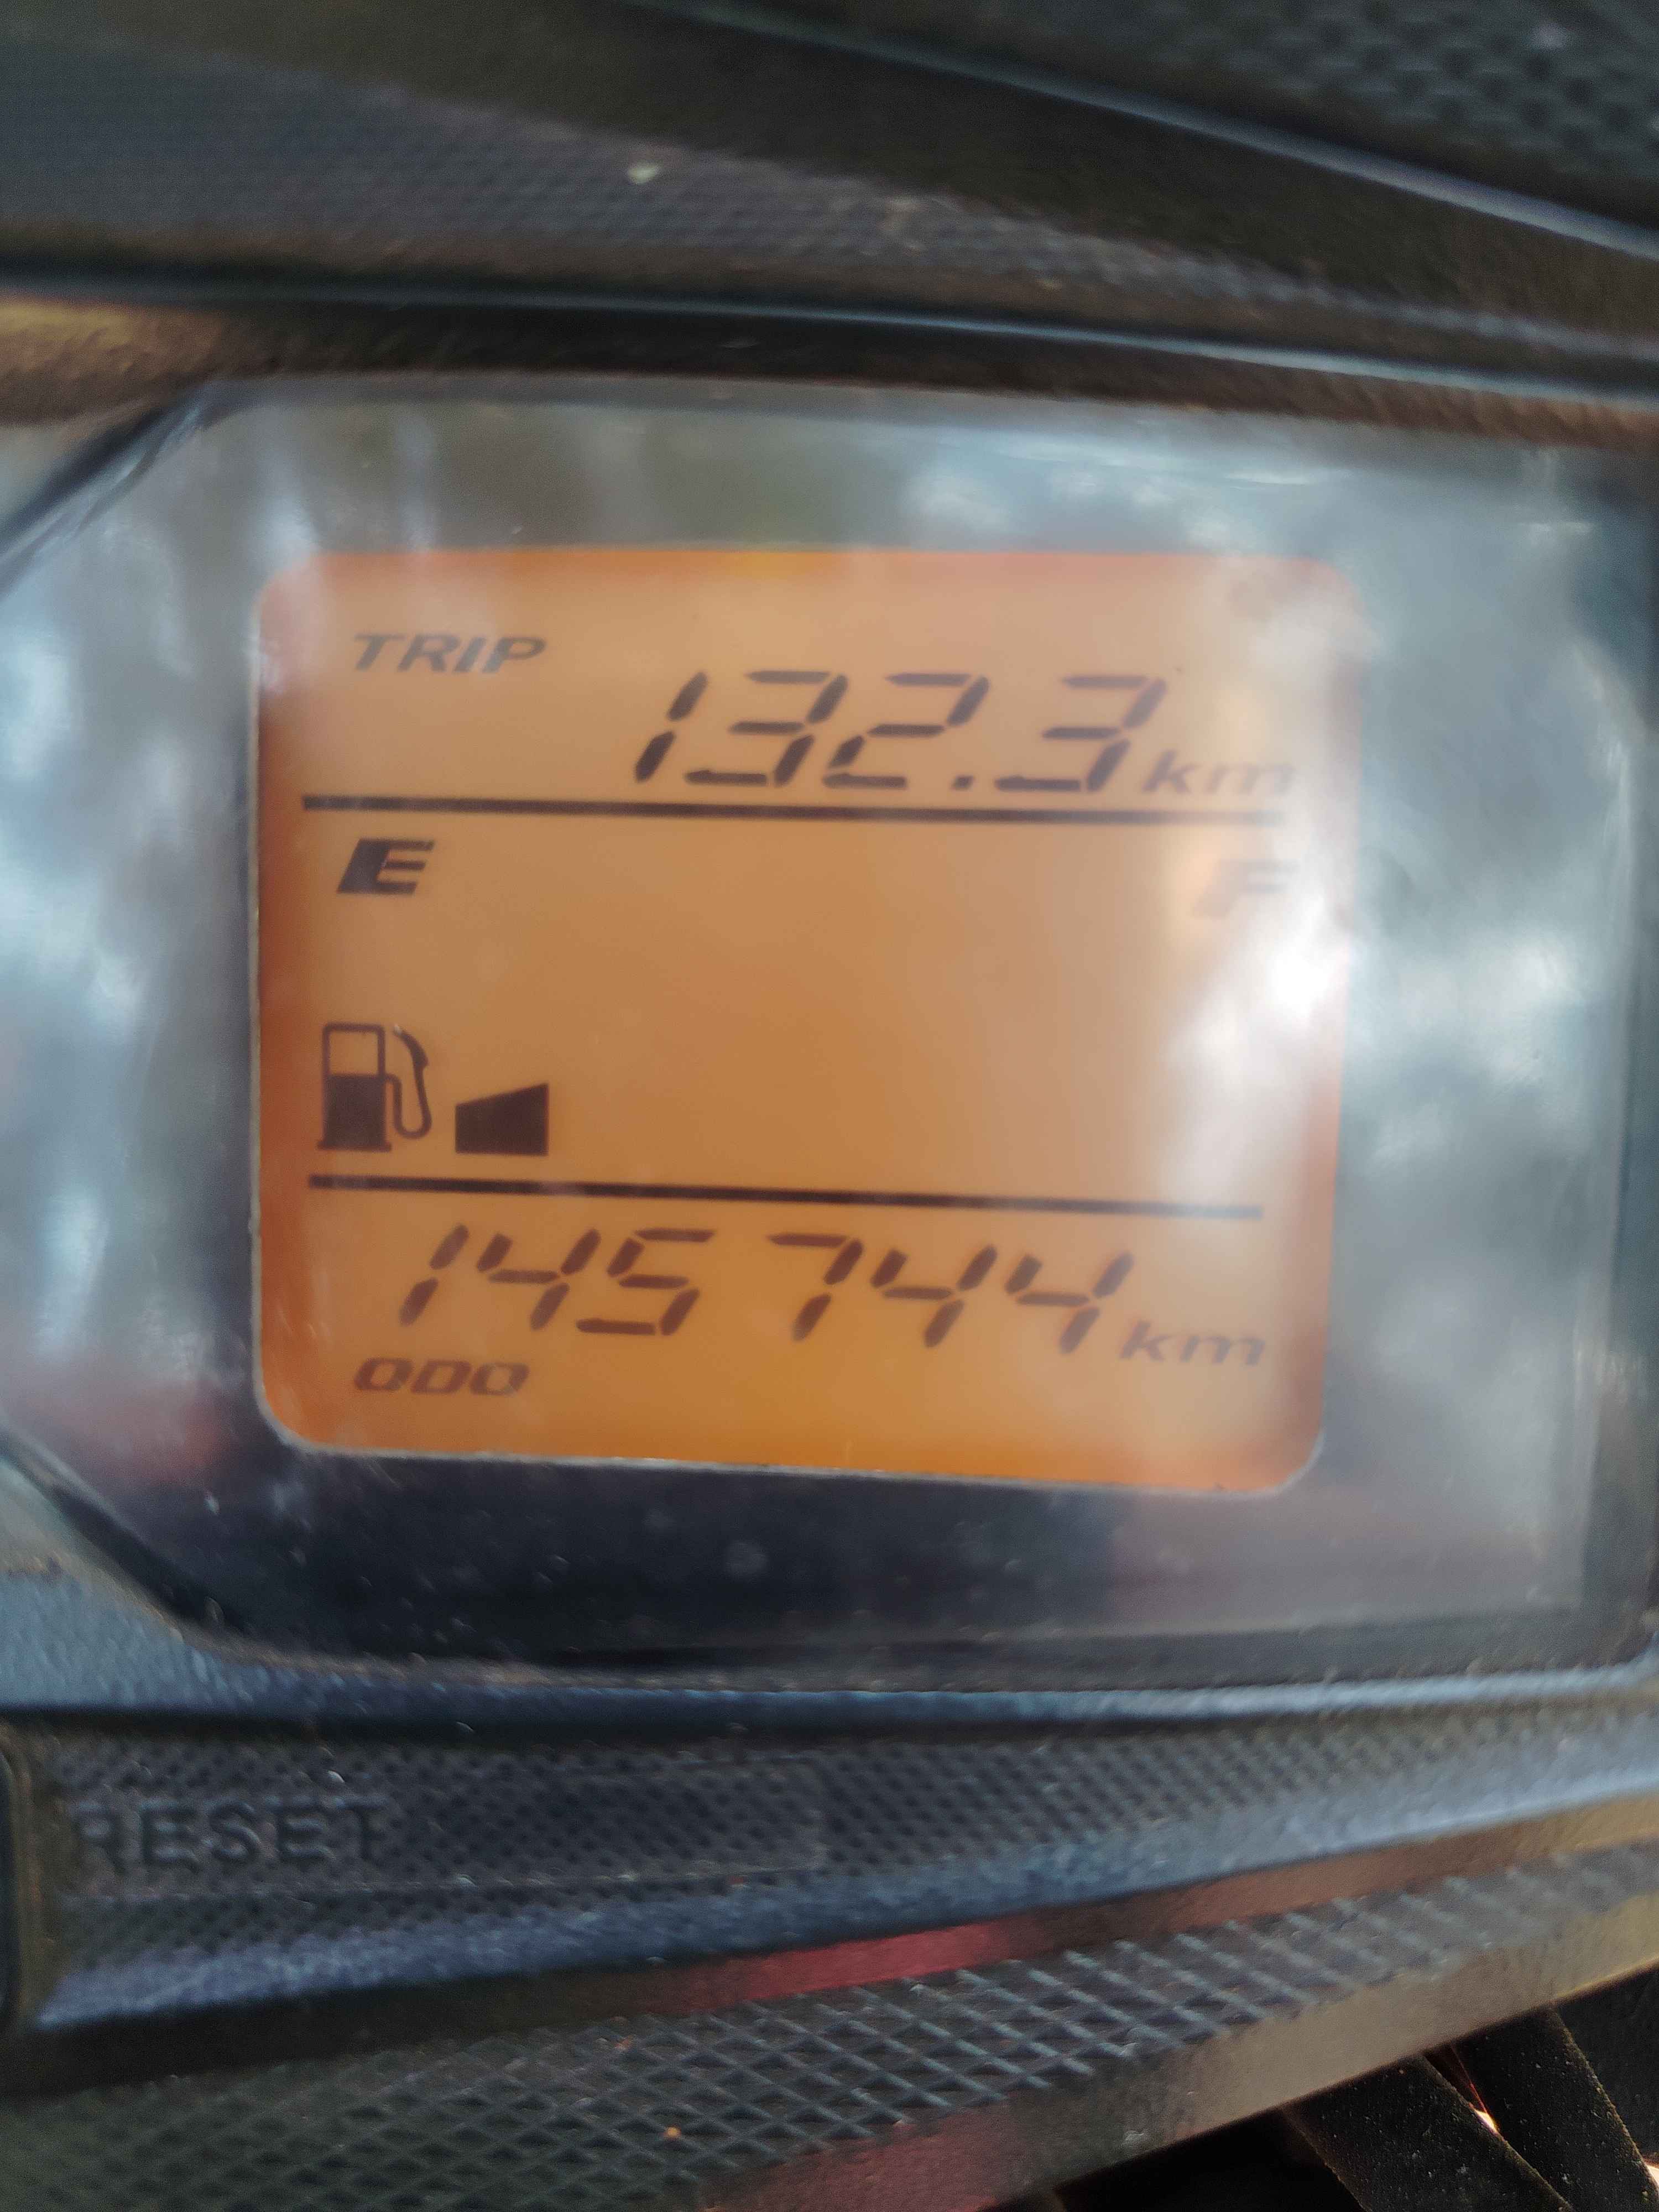 TRIP
132.3 km
E F
145744 km
ODO
RESET